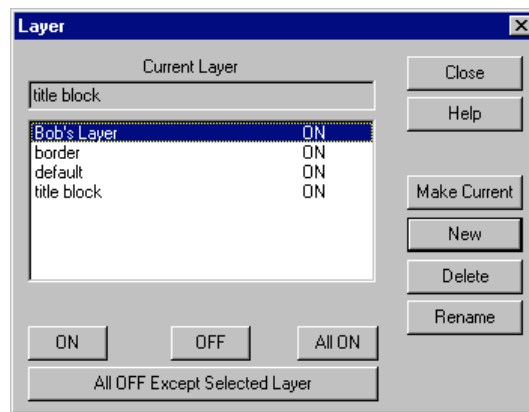 Layer
Current Layer
title block
Bob's Layer ON
border ON
default ON
title block ON
Close
Help
Make Current
New
Delete
Rename
ON OFF All ON
All OFF Except Selected Layer